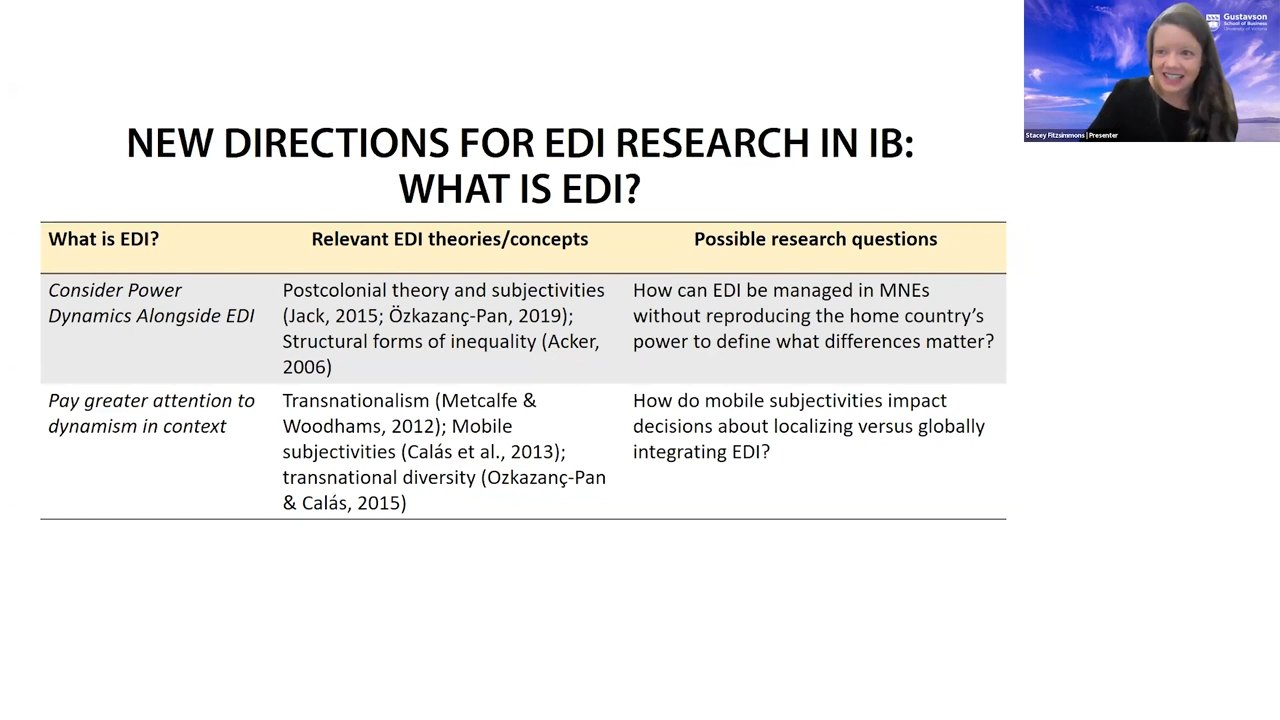 Gustavson
School of Business
University of Victoria
Stacey Fitzsimmons | Presenter
NEW DIRECTIONS FOR EDI RESEARCH IN IB:
WHAT IS EDI?
What is EDI?
Relevant EDI theories/concepts
Possible research questions
Consider Power
Dynamics Alongside EDI
Postcolonial theory and subjectivities
(Jack, 2015; Özkazanç-Pan, 2019);
Structural forms of inequality (Acker,
2006)
How can EDI be managed in MNEs
without reproducing the home country’s
power to define what differences matter?
Pay greater attention to
dynamism in context
Transnationalism (Metcalfe &
Woodhams, 2012); Mobile
subjectivities (Calás et al., 2013);
transnational diversity (Ozkazanç-Pan
& Calás, 2015)
How do mobile subjectivities impact
decisions about localizing versus globally
integrating EDI?